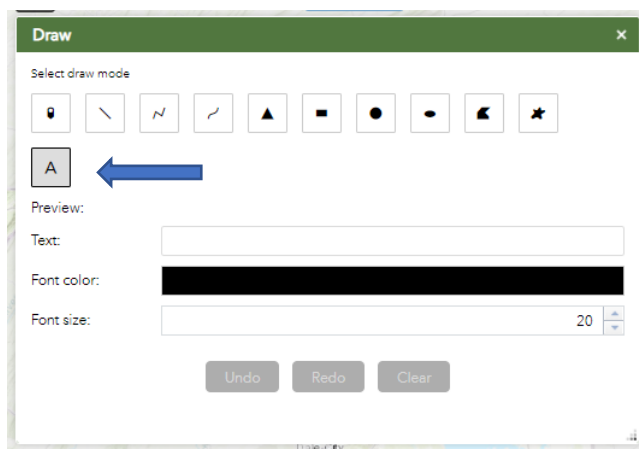 Draw ×
Select draw mode
A
Preview:
Text:
Font color:
Font size: 20
Undo Redo Clear